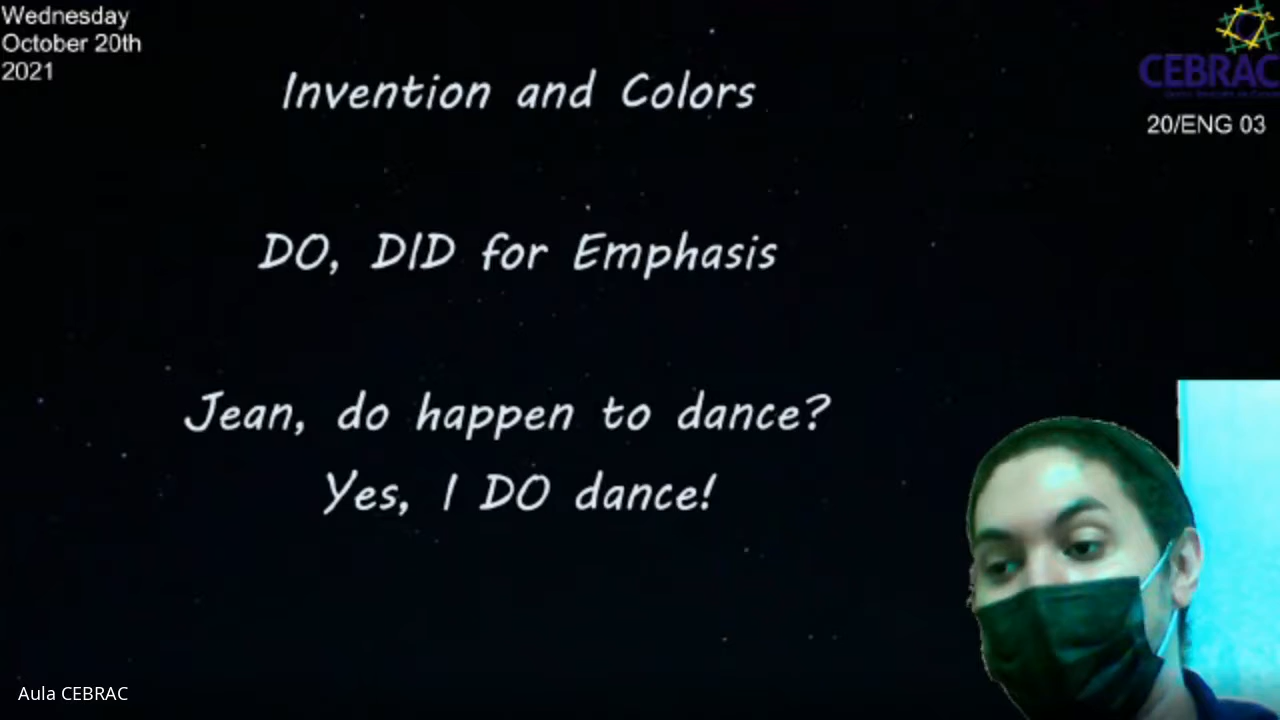 Wednesday
October 20th
2021
CEBRAC
20/ENG 03
Invention and Colors
DO, DID for Emphasis
Jean, do happen to dance?
Yes, I DO dance!
Aula CEBRAC